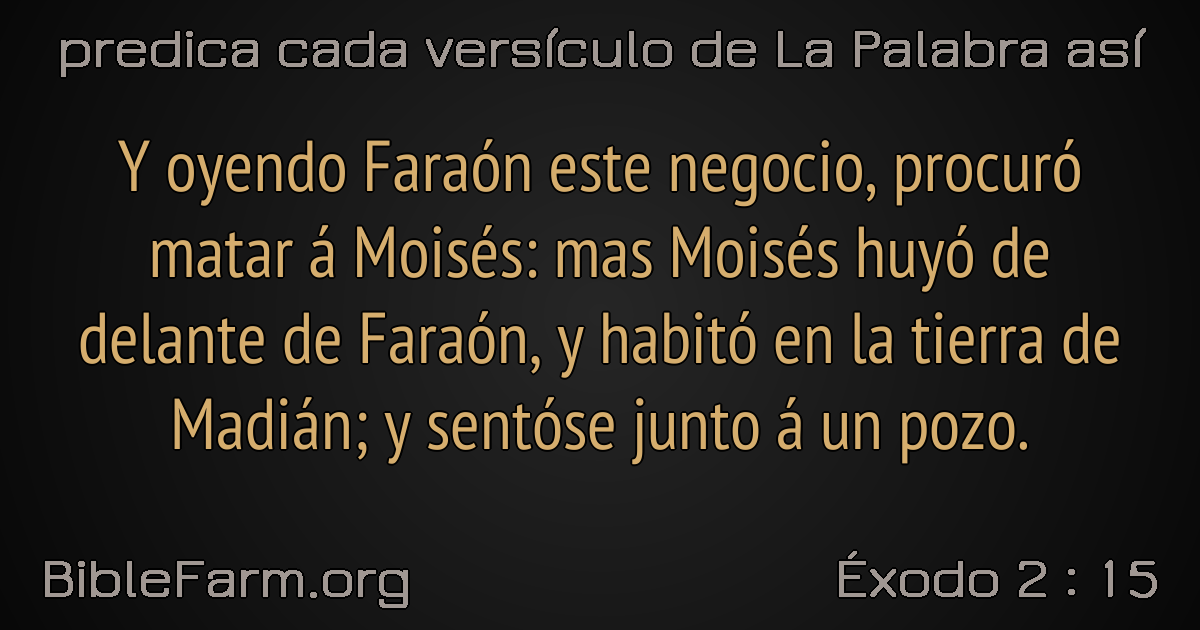 predica cada versículo de La Palabra así
Y oyendo Faraón este negocio, procuró
matar á Moisés: mas Moisés huyó de
delante de Faraón, y habitó en la tierra de
Madián; y sentóse junto á un pozo.
BibleFarm.org
Éxodo 2 : 15